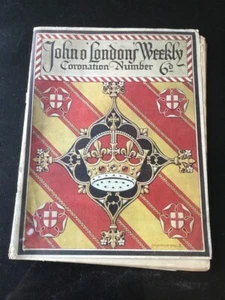 John o' London's Weekly
Coronation Number 6D